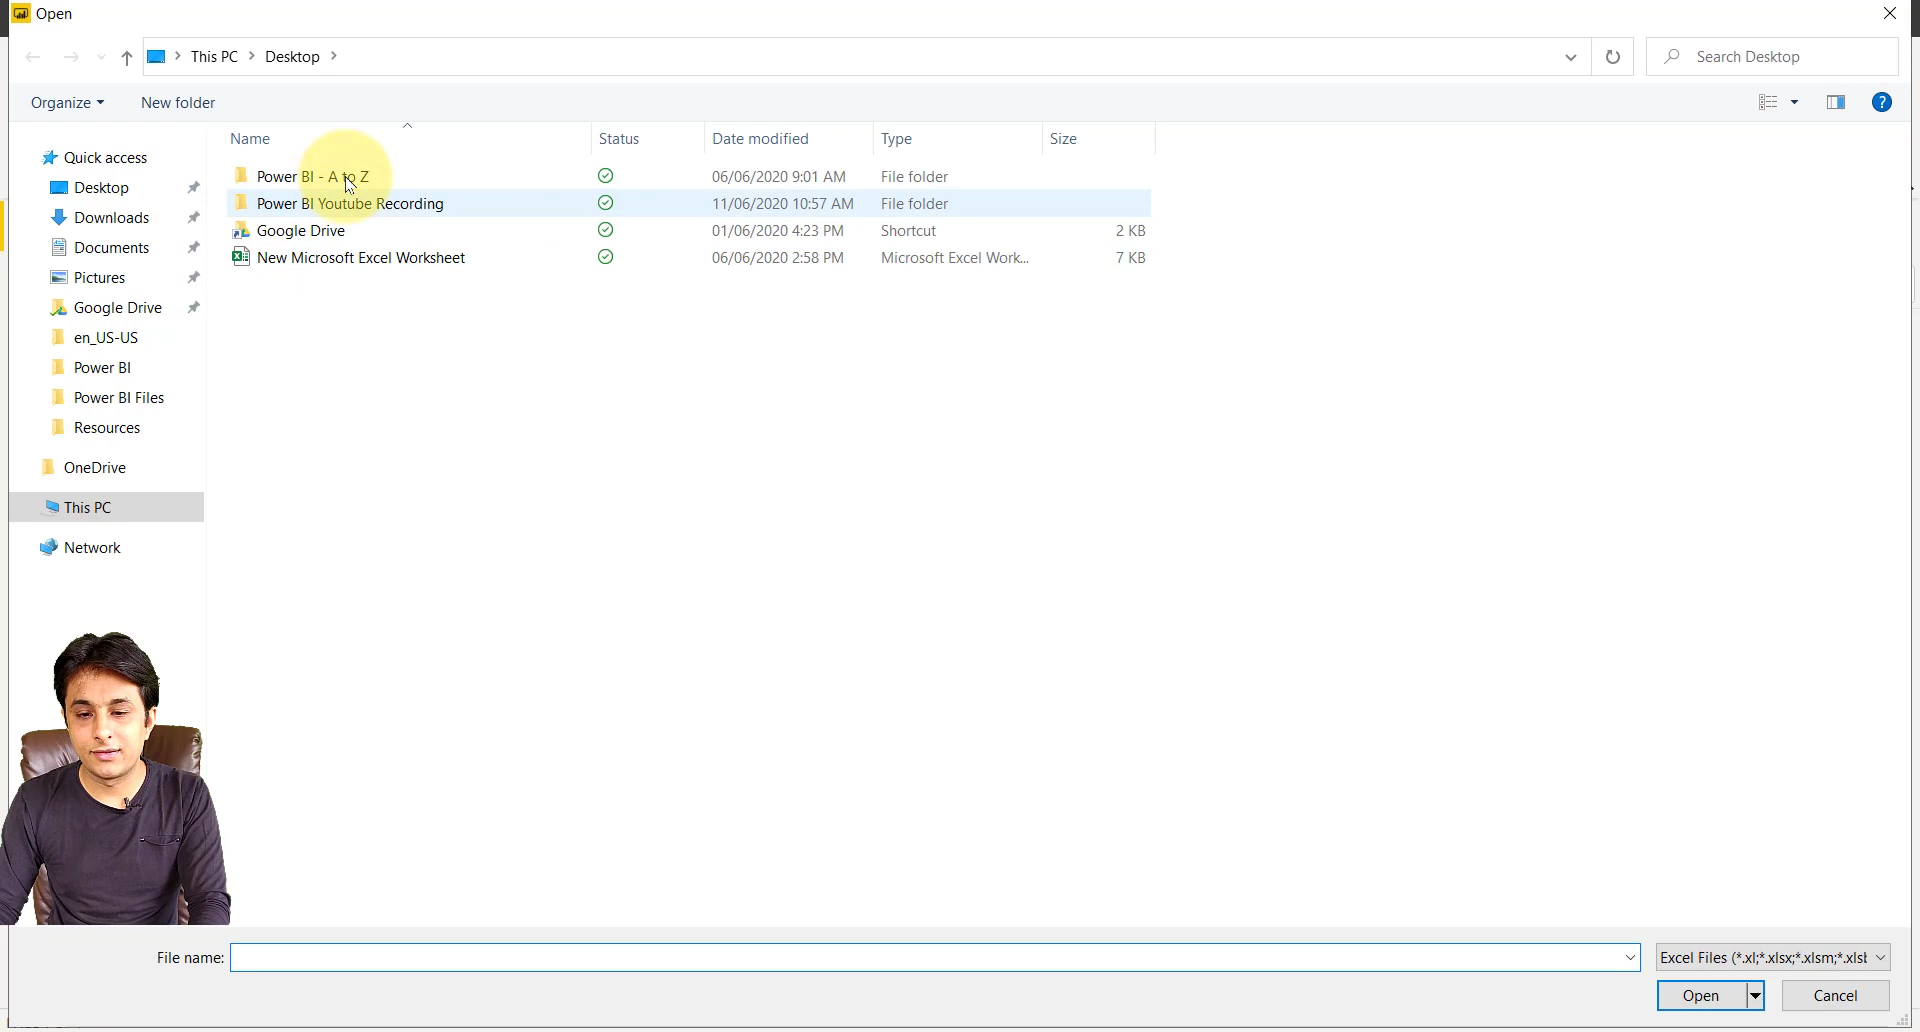 Open
This PC > Desktop >
Search Desktop
Organize
New folder
Name Status Date modified Type Size
Quick access
Desktop
Downloads
Documents
Pictures
Google Drive
en_US-US
Power BI
Power BI Files
Resources
OneDrive
This PC
Network
Power BI - A to Z 06/06/2020 9:01 AM File folder
Power BI Youtube Recording 11/06/2020 10:57 AM File folder
Google Drive 01/06/2020 4:23 PM Shortcut 2 KB
New Microsoft Excel Worksheet 06/06/2020 2:58 PM Microsoft Excel Work... 7 KB
File name:
Excel Files (*.xl;*.xlsx;*.xlsm;*.xlsb
Open
Cancel